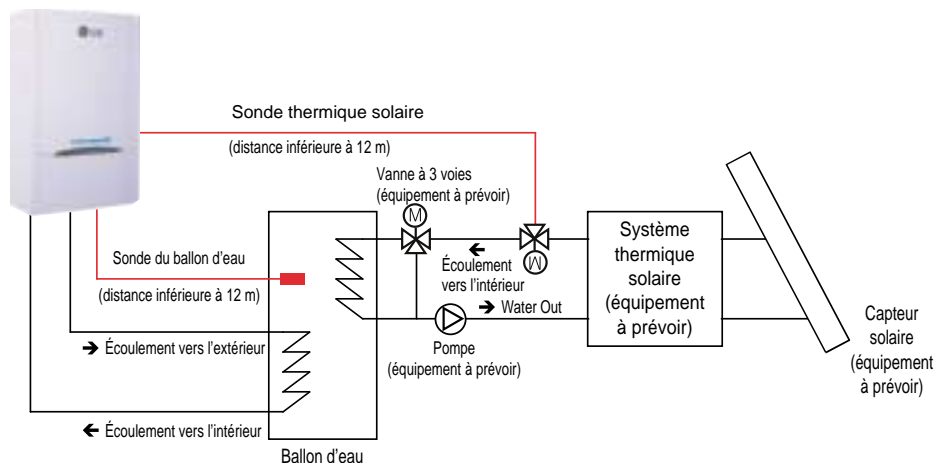 LG
Sonde thermique solaire
(distance inférieure à 12 m)
Vanne à 3 voies
(équipement à prévoir)
M
M
Sonde du ballon d'eau
(distance inférieure à 12 m)
Écoulement
vers l'intérieur
Water Out
Système
thermique
solaire
(équipement
à prévoir)
Capteur
solaire
(équipement
à prévoir)
Écoulement vers l'extérieur
Pompe
(équipement à prévoir)
Écoulement vers l'intérieur
Ballon d'eau